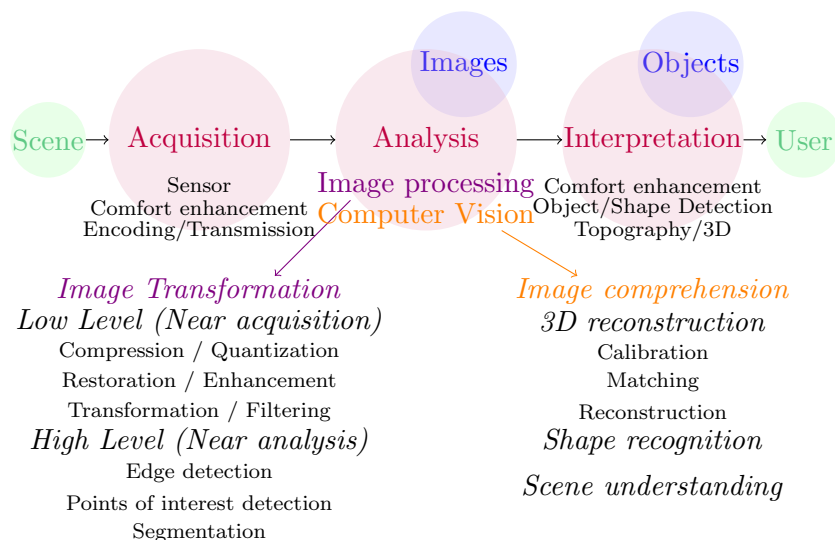 Images
Objects
Scene
Acquisition
Analysis
Interpretation
User
Sensor
Comfort enhancement
Encoding/Transmission
Image processing
Computer Vision
Comfort enhancement
Object/Shape Detection
Topography/3D
Image Transformation
Low Level (Near acquisition)
Compression / Quantization
Restoration / Enhancement
Transformation / Filtering
High Level (Near analysis)
Edge detection
Points of interest detection
Segmentation
Image comprehension
3D reconstruction
Calibration
Matching
Reconstruction
Shape recognition
Scene understanding